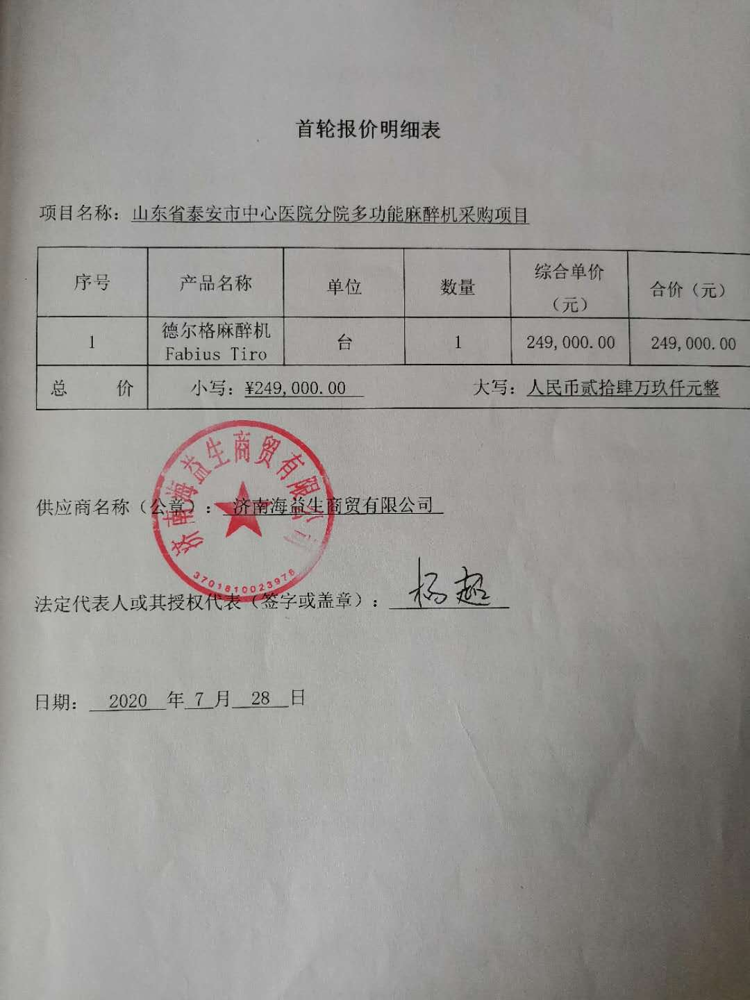 首轮报价明细表
项目名称：山东省泰安市中心医院分院多功能麻醉机采购项目
序号 产品名称 单位 数量 综合单价（元） 合价（元）
1 德尔格麻醉机 Fabius Tiro 台 1 249,000.00 249,000.00
总 价 小写：¥249,000.00 大写：人民币贰拾肆万玖仟元整
供应商名称（公章）：济南海益生商贸有限公司
济南海益生商贸有限公司
3701810023978
法定代表人或其授权代表（签字或盖章）：杨超
日期： 2020 年 7 月 28 日